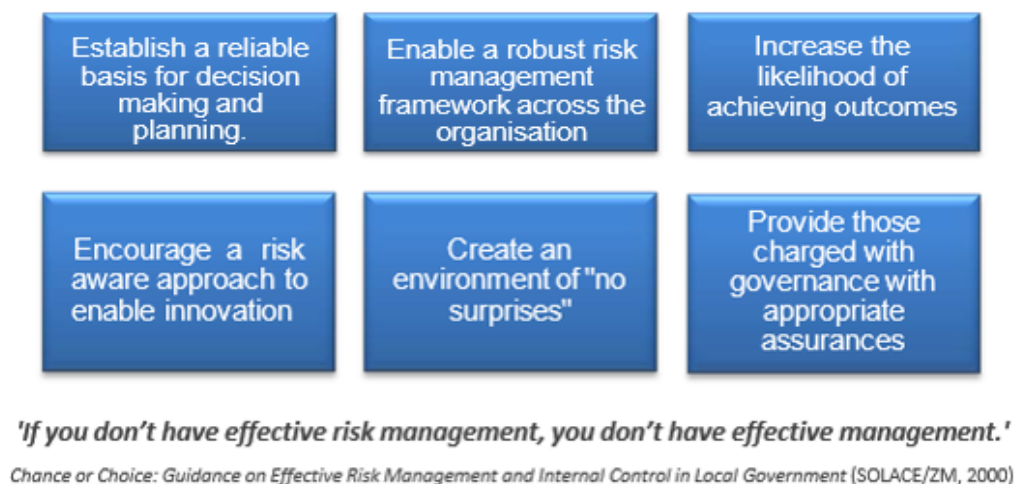 Establish a reliable
basis for decision
making and
planning.
Enable a robust risk
management
framework across the
organisation
Increase the
likelihood of
achieving outcomes
Encourage a risk
aware approach to
enable innovation
Create an
environment of "no
surprises"
Provide those
charged with
governance with
appropriate
assurances
'If you don’t have effective risk management, you don’t have effective management.'
Chance or Choice: Guidance on Effective Risk Management and Internal Control in Local Government (SOLACE/ZM, 2000)